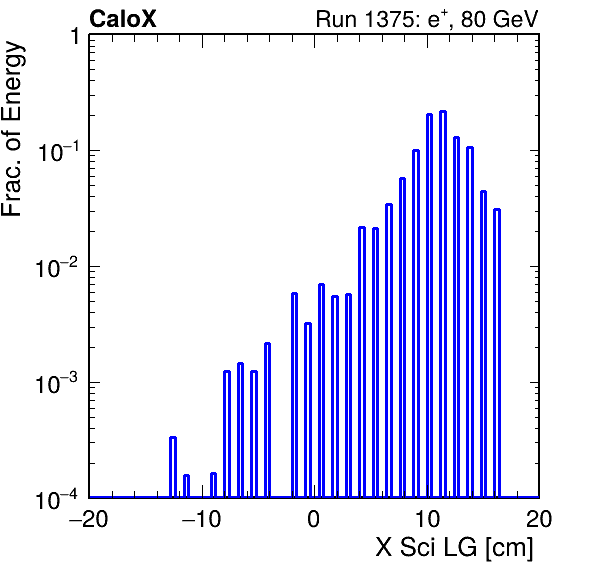 CaloX Run 1375: e⁺, 80 GeV
Frac. of Energy
1
10⁻¹
10⁻²
10⁻³
10⁻⁴
−20 −10 0 10 20
X Sci LG [cm]